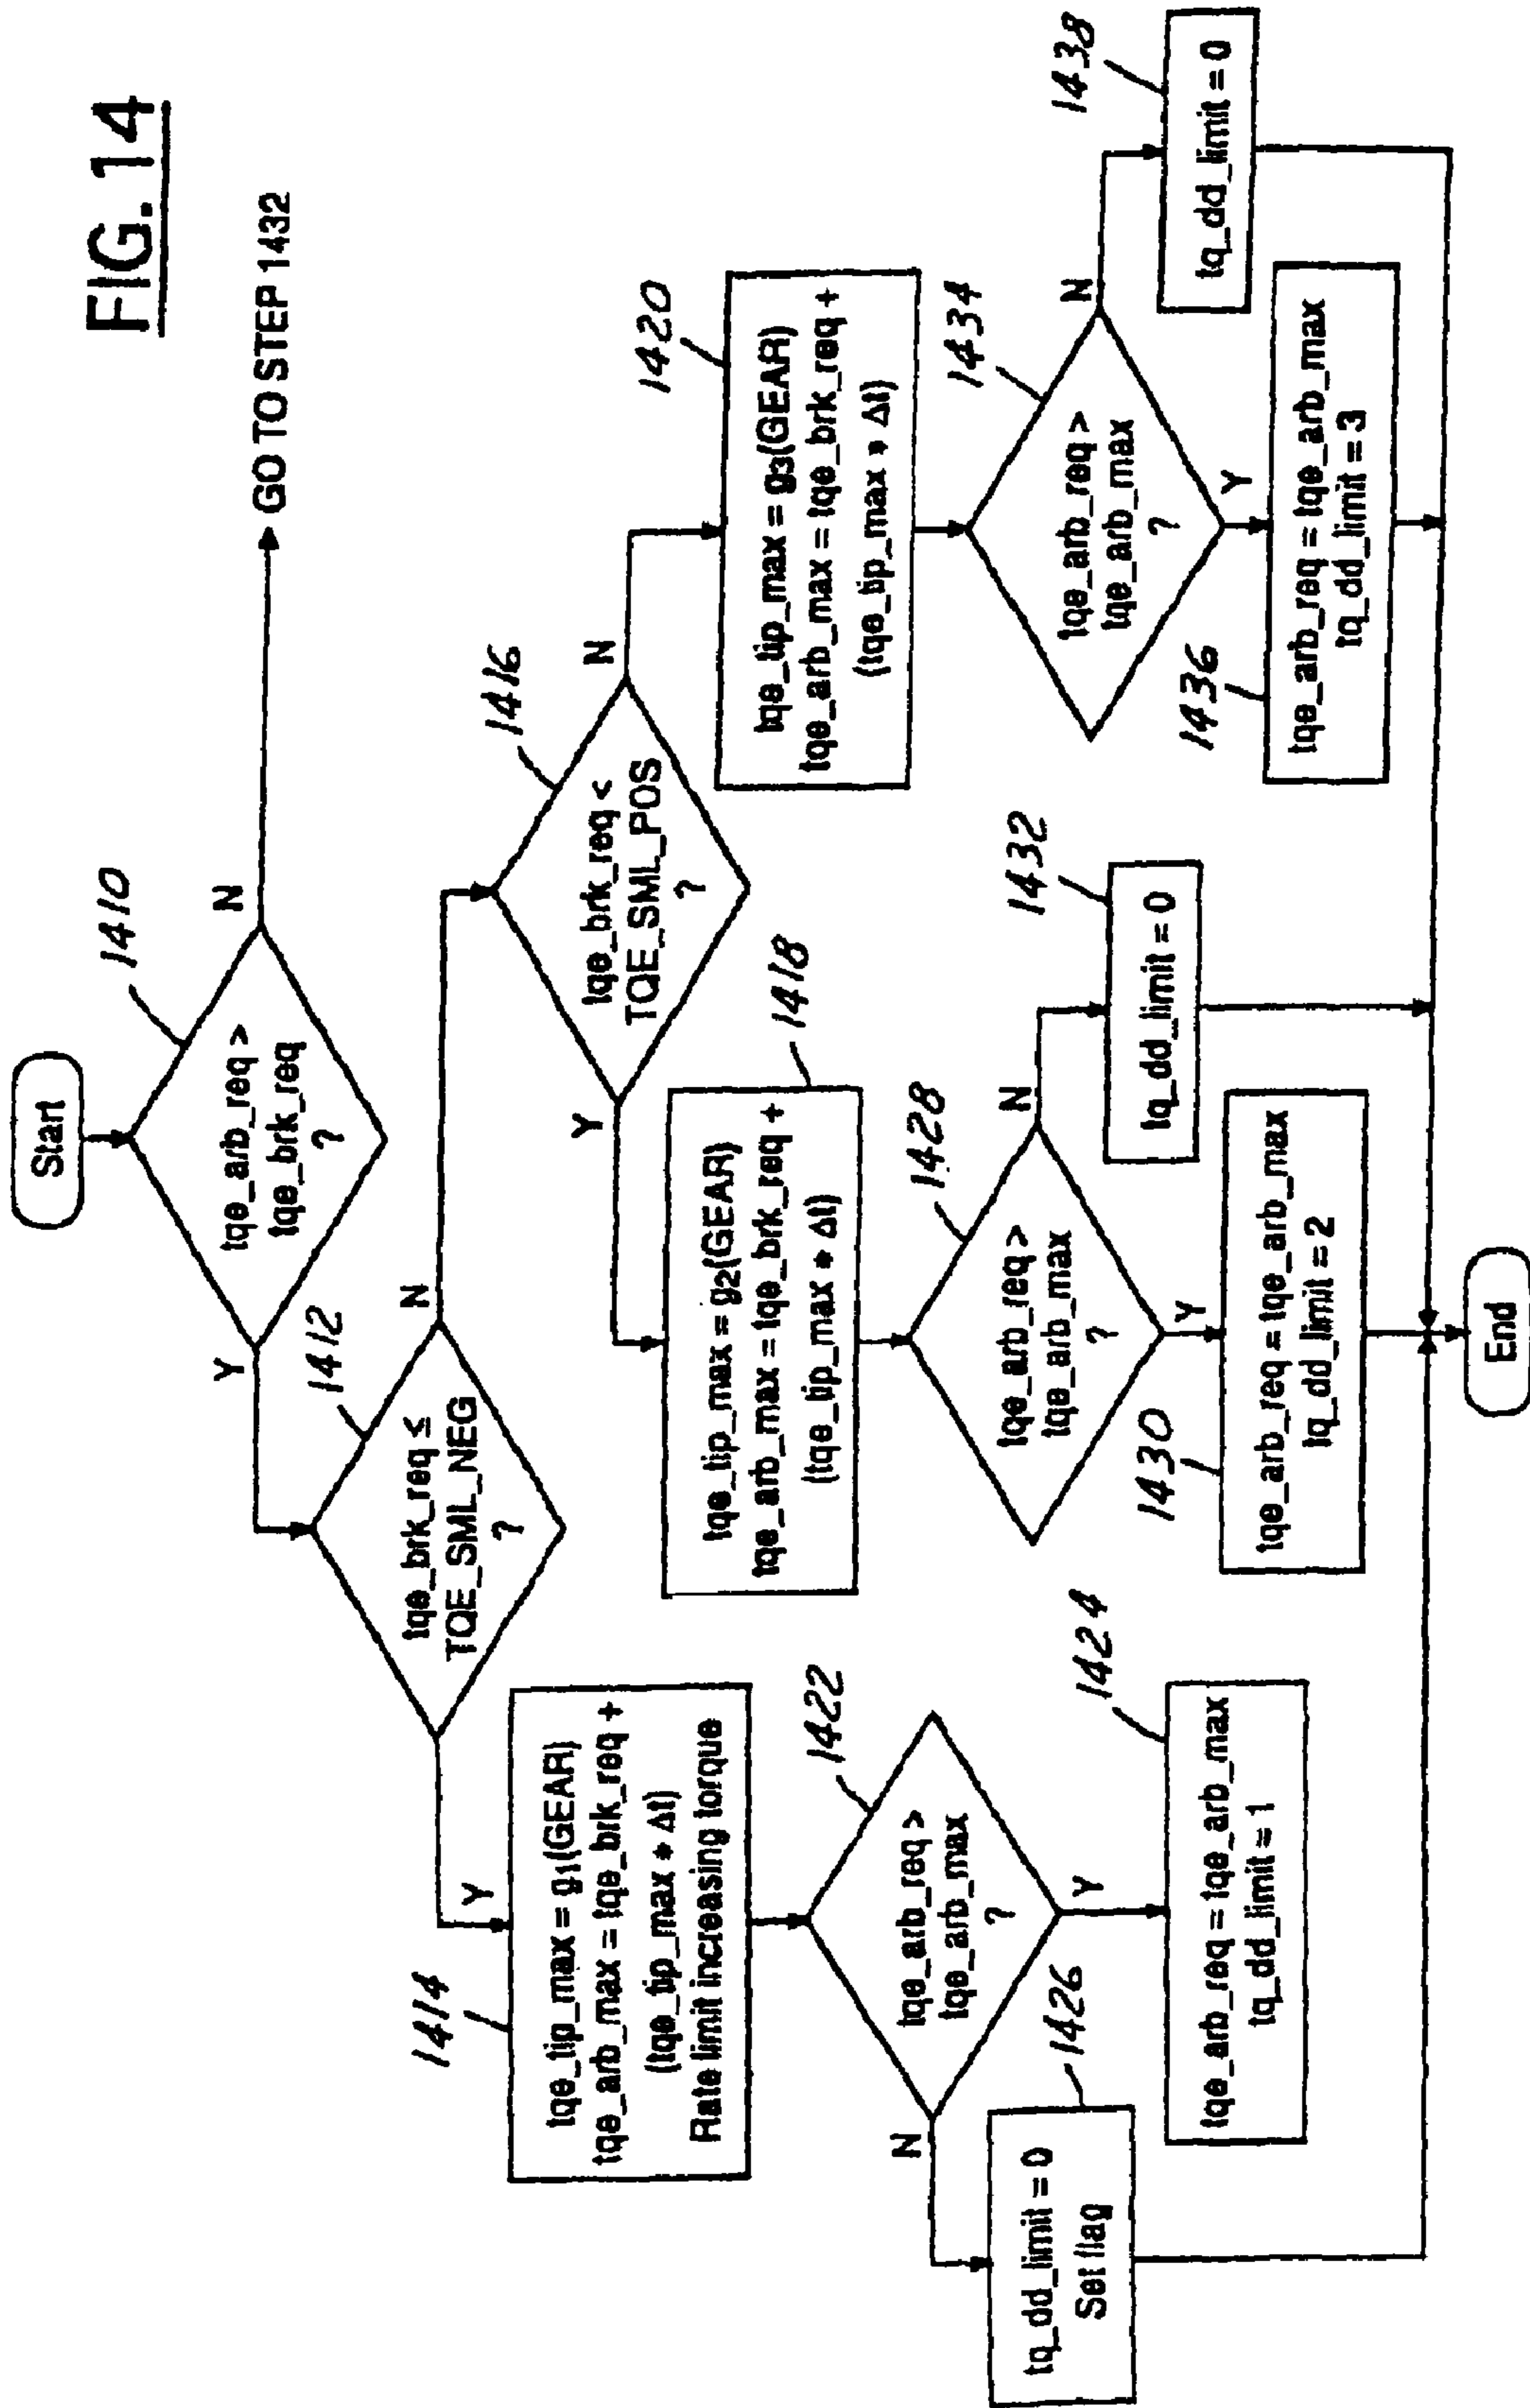 FIG. 14
Start
1410
tqe_arb_req >
tqe_brk_req
?
N
GO TO STEP 1432
Y
1412
tqe_brk_req ≤
TQE_SML_NEG
?
N
Y
1416
tqe_brk_req <
TQE_SML_POS
?
N
Y
1414
tqe_tip_max = g1(GEAR)
tqe_arb_max = tqe_brk_req +
(tqe_tip_max * Δt)
Rate limit increasing torque
1418
tqe_tip_max = g2(GEAR)
tqe_arb_max = tqe_brk_req +
(tqe_tip_max * Δt)
1420
tqe_tip_max = g3(GEAR)
tqe_arb_max = tqe_brk_req +
(tqe_tip_max * Δt)
1422
tqe_arb_req >
tqe_arb_max
?
N
Y
1428
tqe_arb_req >
tqe_arb_max
?
N
Y
1434
tqe_arb_req >
tqe_arb_max
?
N
Y
1426
tq_dd_limit = 0
Set flag
1424
tqe_arb_req = tqe_arb_max
tq_dd_limit = 1
1430
tqe_arb_req = tqe_arb_max
tq_dd_limit = 2
1432
tq_dd_limit = 0
1436
tqe_arb_req = tqe_arb_max
tq_dd_limit = 3
1438
tq_dd_limit = 0
End